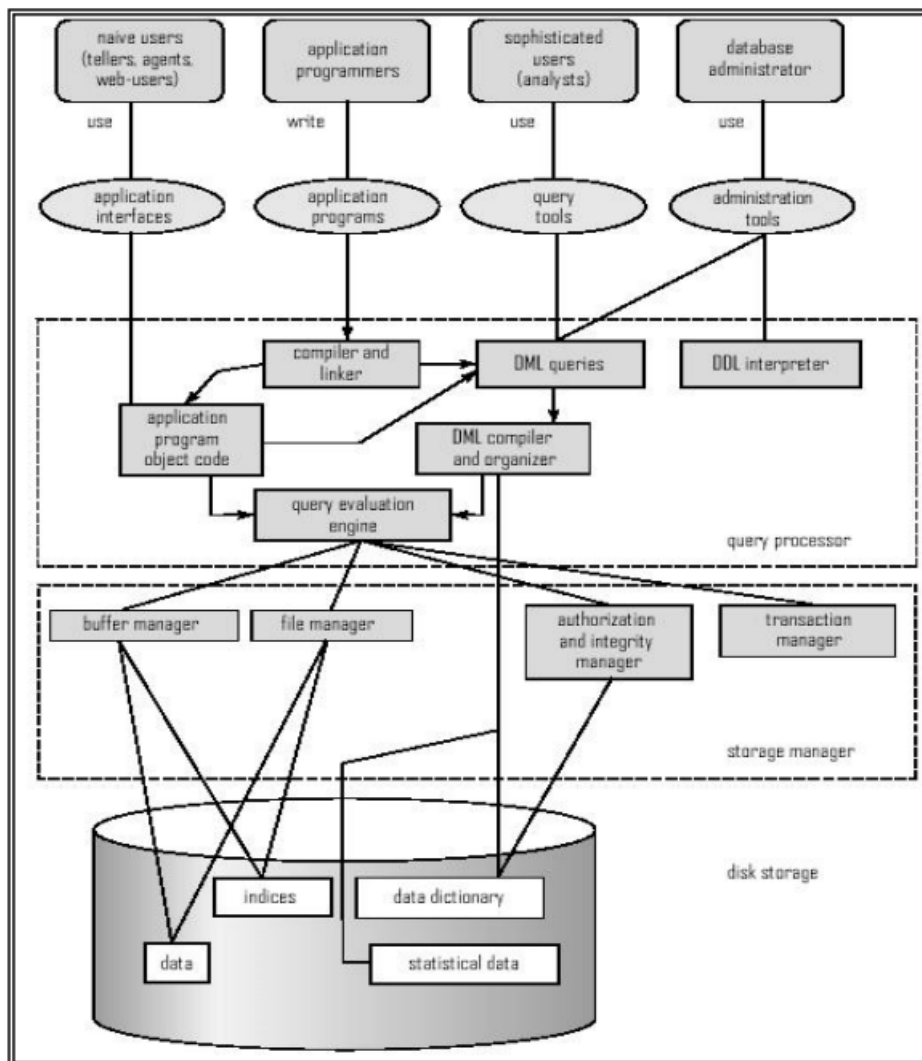 naive users
(tellers, agents,
web-users)
application
programmers
sophisticated
users
(analysts)
database
administrator
use
write
use
use
application
interfaces
application
programs
query
tools
administration
tools
compiler and
linker
DML queries
DDL interpreter
application
program
object code
DML compiler
and organizer
query evaluation
engine
query processor
buffer manager
file manager
authorization
and integrity
manager
transaction
manager
storage manager
disk storage
indices
data dictionary
data
statistical data